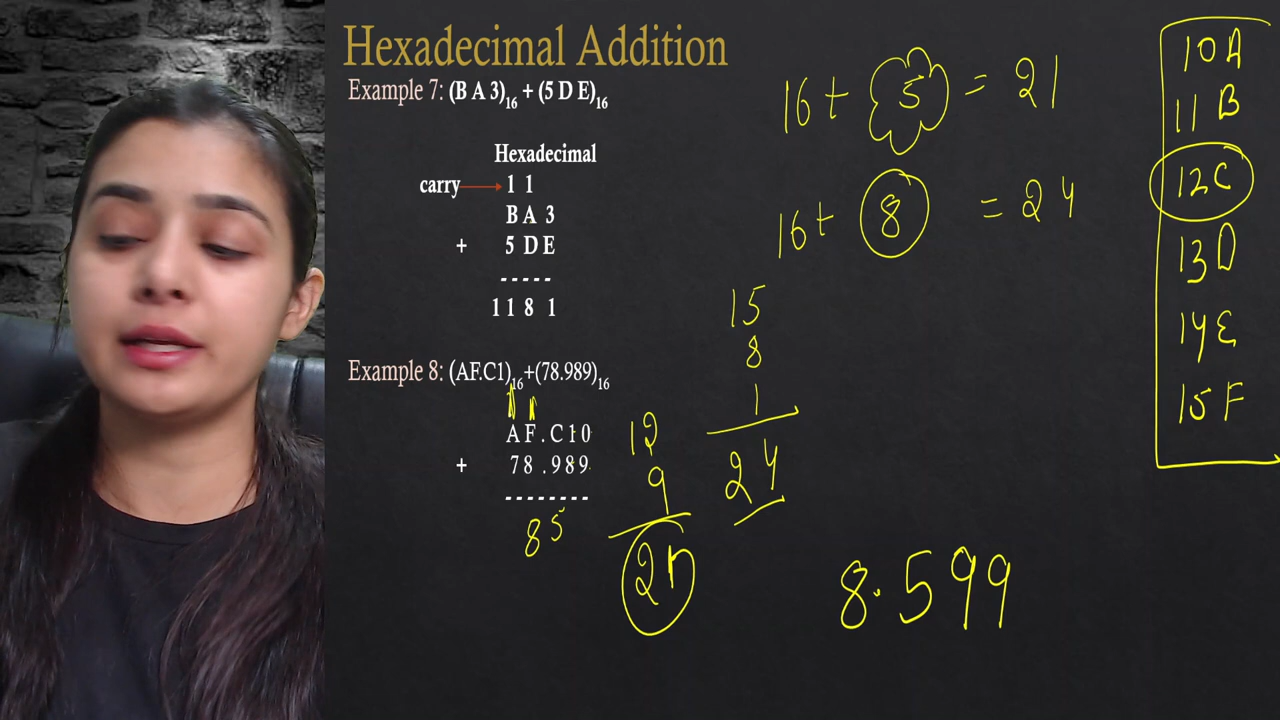 Hexadecimal Addition
Example 7: (B A 3)16 + (5 D E)16
Hexadecimal
carry 1 1
B A 3
+ 5 D E
-----
1 1 8 1
Example 8: (AF.C1)16+(78.989)16
A F . C 1 0
+ 7 8 . 9 8 9
--------
8 5
12
9
21
15
8
1
24
16 + 5 = 21
16 + 8 = 24
8.599
10 A
11 B
12 C
13 D
14 E
15 F